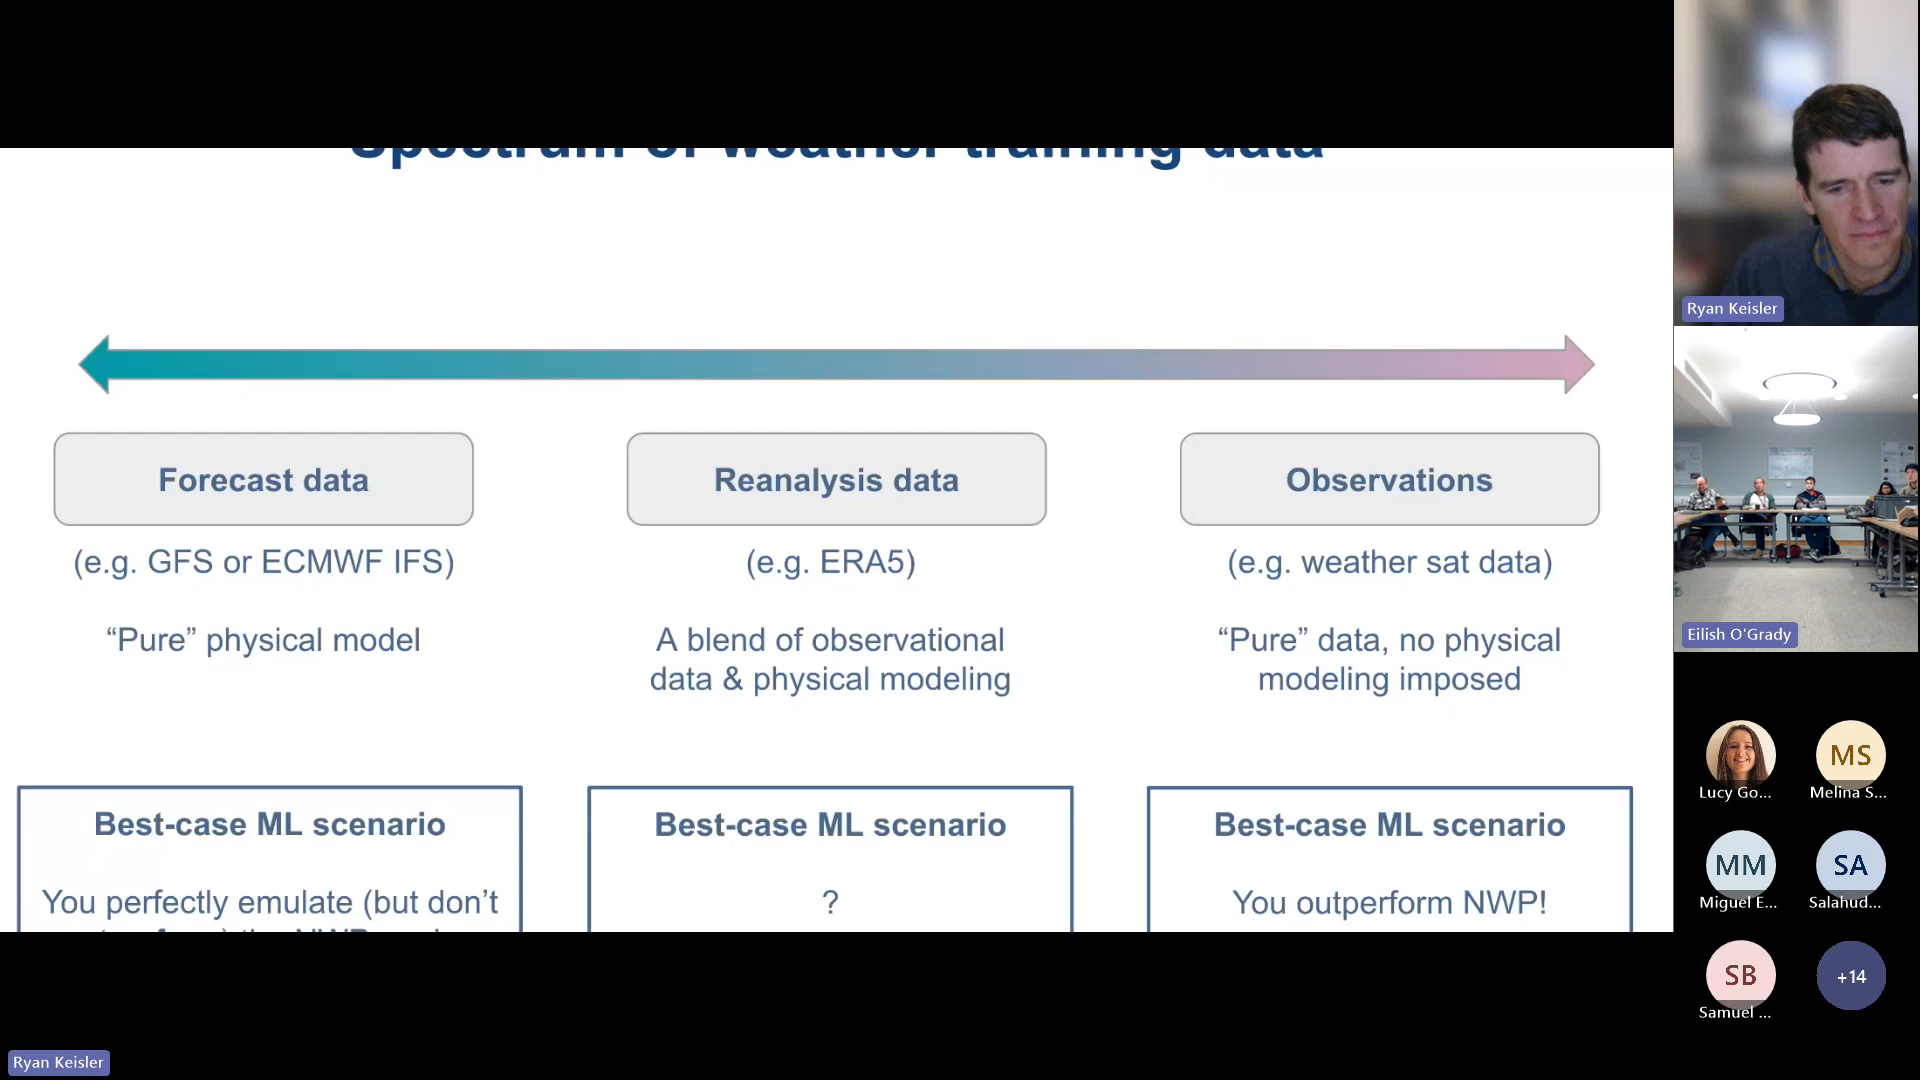 Spectrum of weather training data
Forecast data
(e.g. GFS or ECMWF IFS)
“Pure” physical model
Reanalysis data
(e.g. ERA5)
A blend of observational
data & physical modeling
Observations
(e.g. weather sat data)
“Pure” data, no physical
modeling imposed
Best-case ML scenario
You perfectly emulate (but don’t
Best-case ML scenario
?
Best-case ML scenario
You outperform NWP!
Ryan Keisler
Ryan Keisler
Eilish O'Grady
Lucy Go...
MS
Melina S...
MM
Miguel E...
SA
Salahud...
SB
Samuel ...
+14